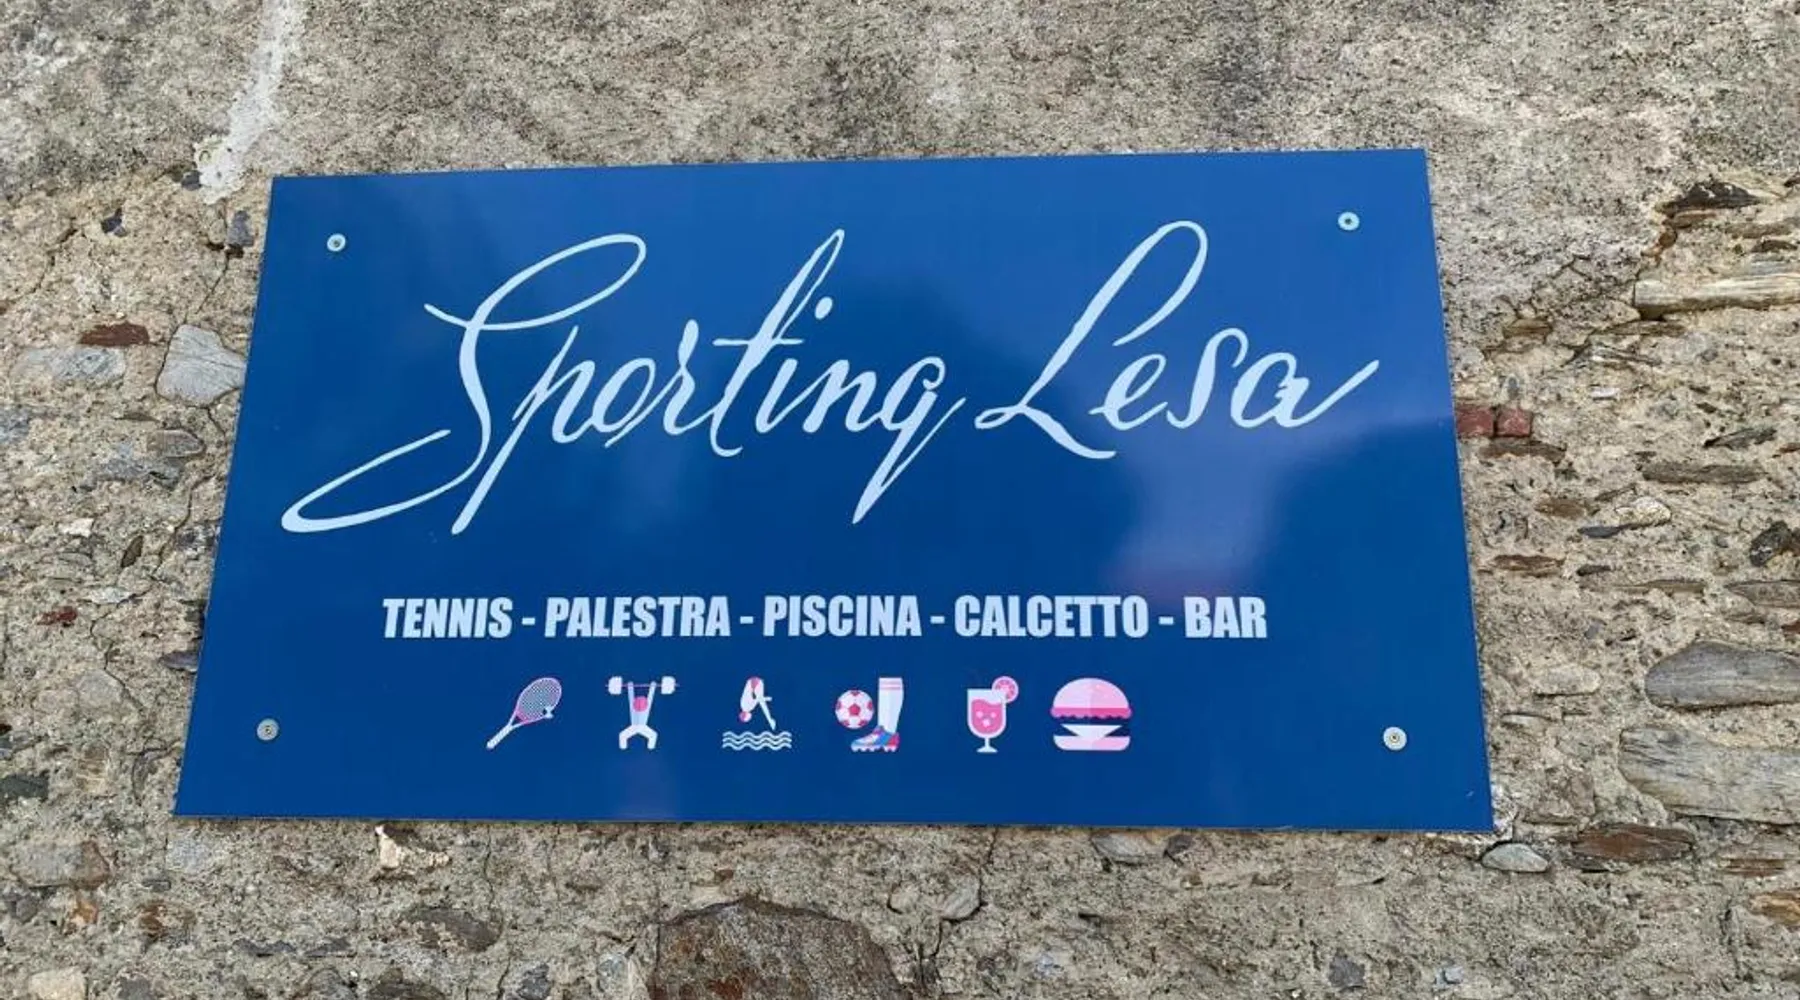 Sporting Lesa
TENNIS - PALESTRA - PISCINA - CALCETTO - BAR